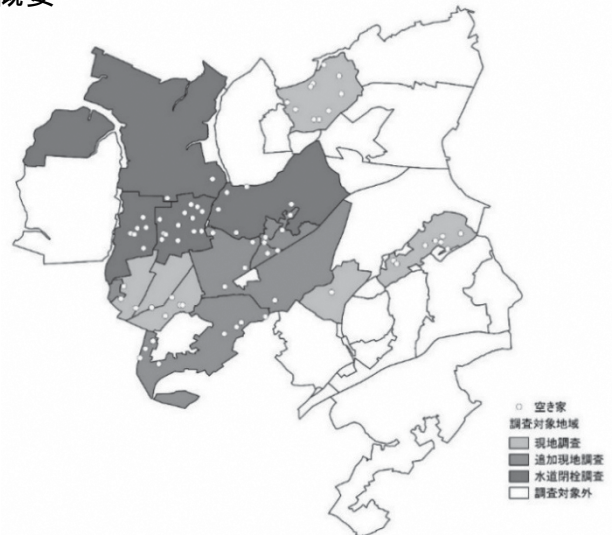 概要
空き家
調査対象地域
現地調査
追加現地調査
水道閉栓調査
調査対象外